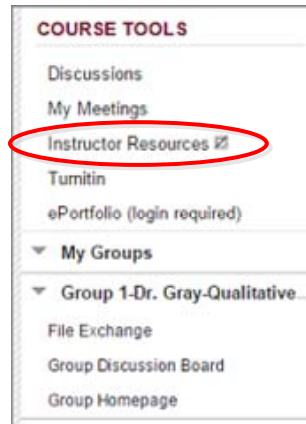 COURSE TOOLS
Discussions
My Meetings
Instructor Resources
Turnitin
ePortfolio (login required)
My Groups
Group 1-Dr. Gray-Qualitative...
File Exchange
Group Discussion Board
Group Homepage